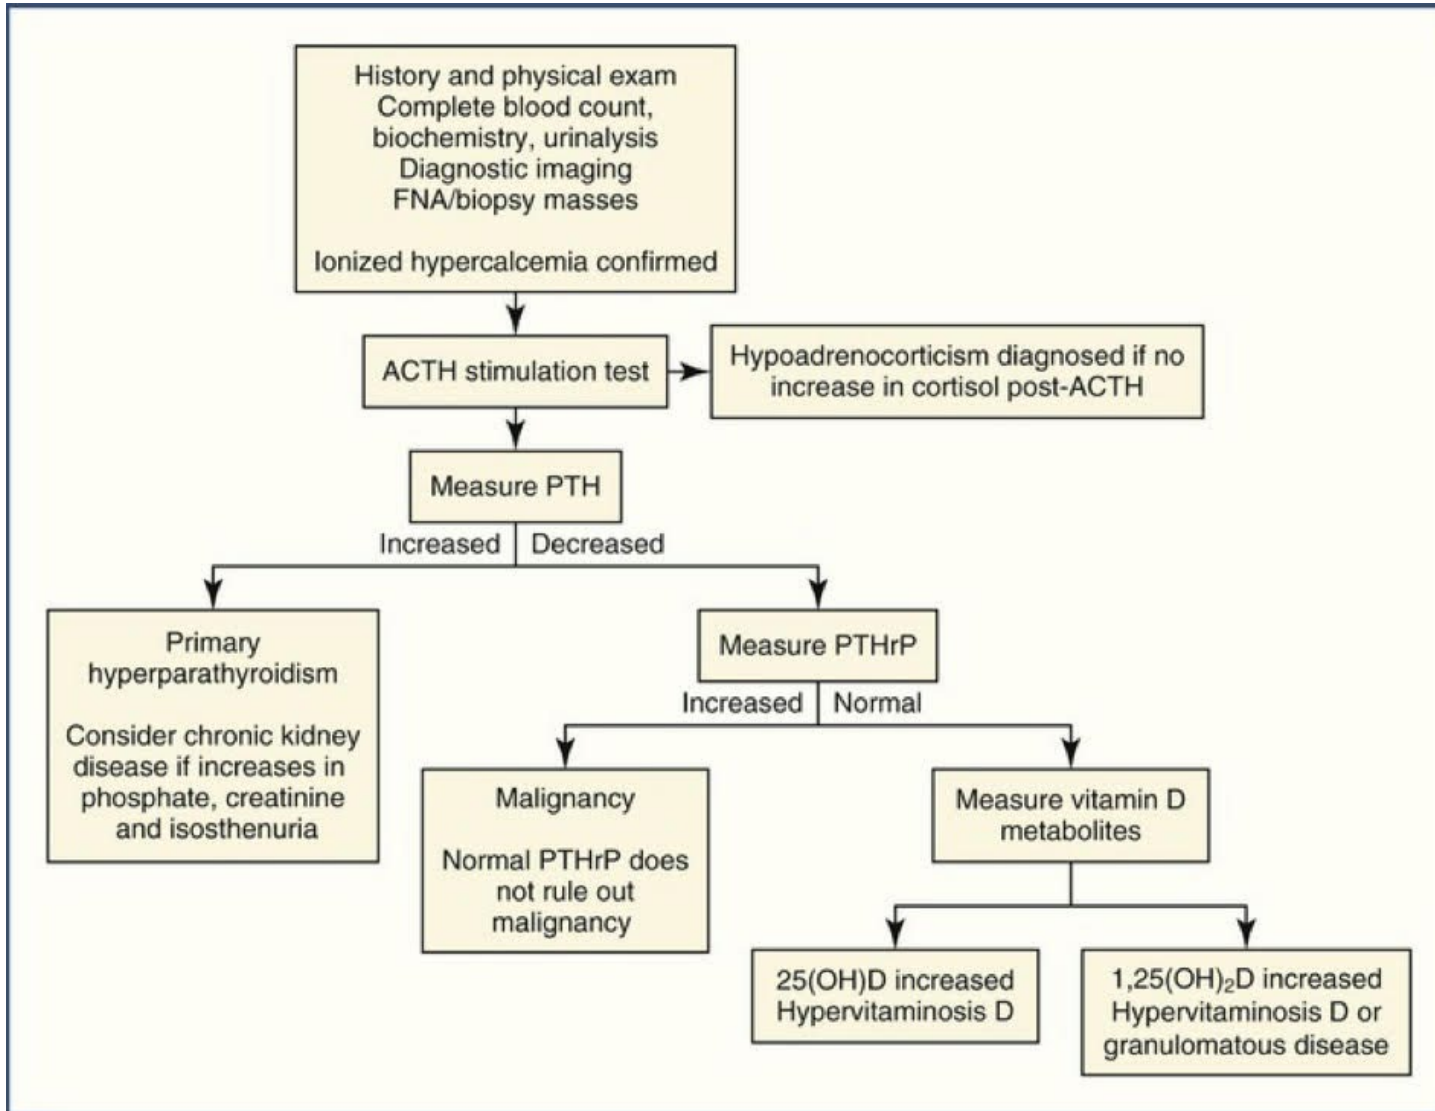 History and physical exam
Complete blood count,
biochemistry, urinalysis
Diagnostic imaging
FNA/biopsy masses
Ionized hypercalcemia confirmed
ACTH stimulation test
Hypoadrenocorticism diagnosed if no
increase in cortisol post-ACTH
Measure PTH
Increased
Decreased
Primary
hyperparathyroidism
Consider chronic kidney
disease if increases in
phosphate, creatinine
and isosthenuria
Measure PTHrP
Increased
Normal
Malignancy
Normal PTHrP does
not rule out
malignancy
Measure vitamin D
metabolites
25(OH)D increased
Hypervitaminosis D
1,25(OH)₂D increased
Hypervitaminosis D or
granulomatous disease